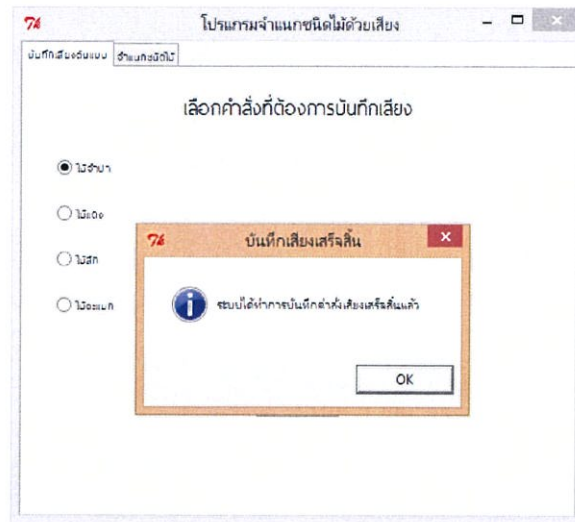 โปรแกรมจำแนกชนิดไม้ด้วยเสียง
บันทึกเสียงต้นแบบ
จำแนกชนิดไม้
เลือกคำสั่งที่ต้องการบันทึกเสียง
ไม้จำปา
ไม้แดง
ไม้สัก
บันทึกเสียงเสร็จสิ้น
ระบบได้ทำการบันทึกคำสั่งเสียงเสร็จสิ้นแล้ว
OK